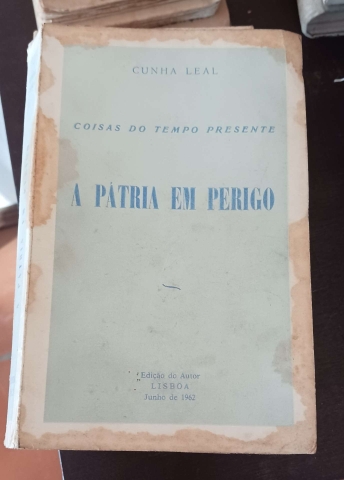 CUNHA LEAL
COISAS DO TEMPO PRESENTE
A PÁTRIA EM PERIGO
Edição do Autor
LISBOA
Junho de 1962